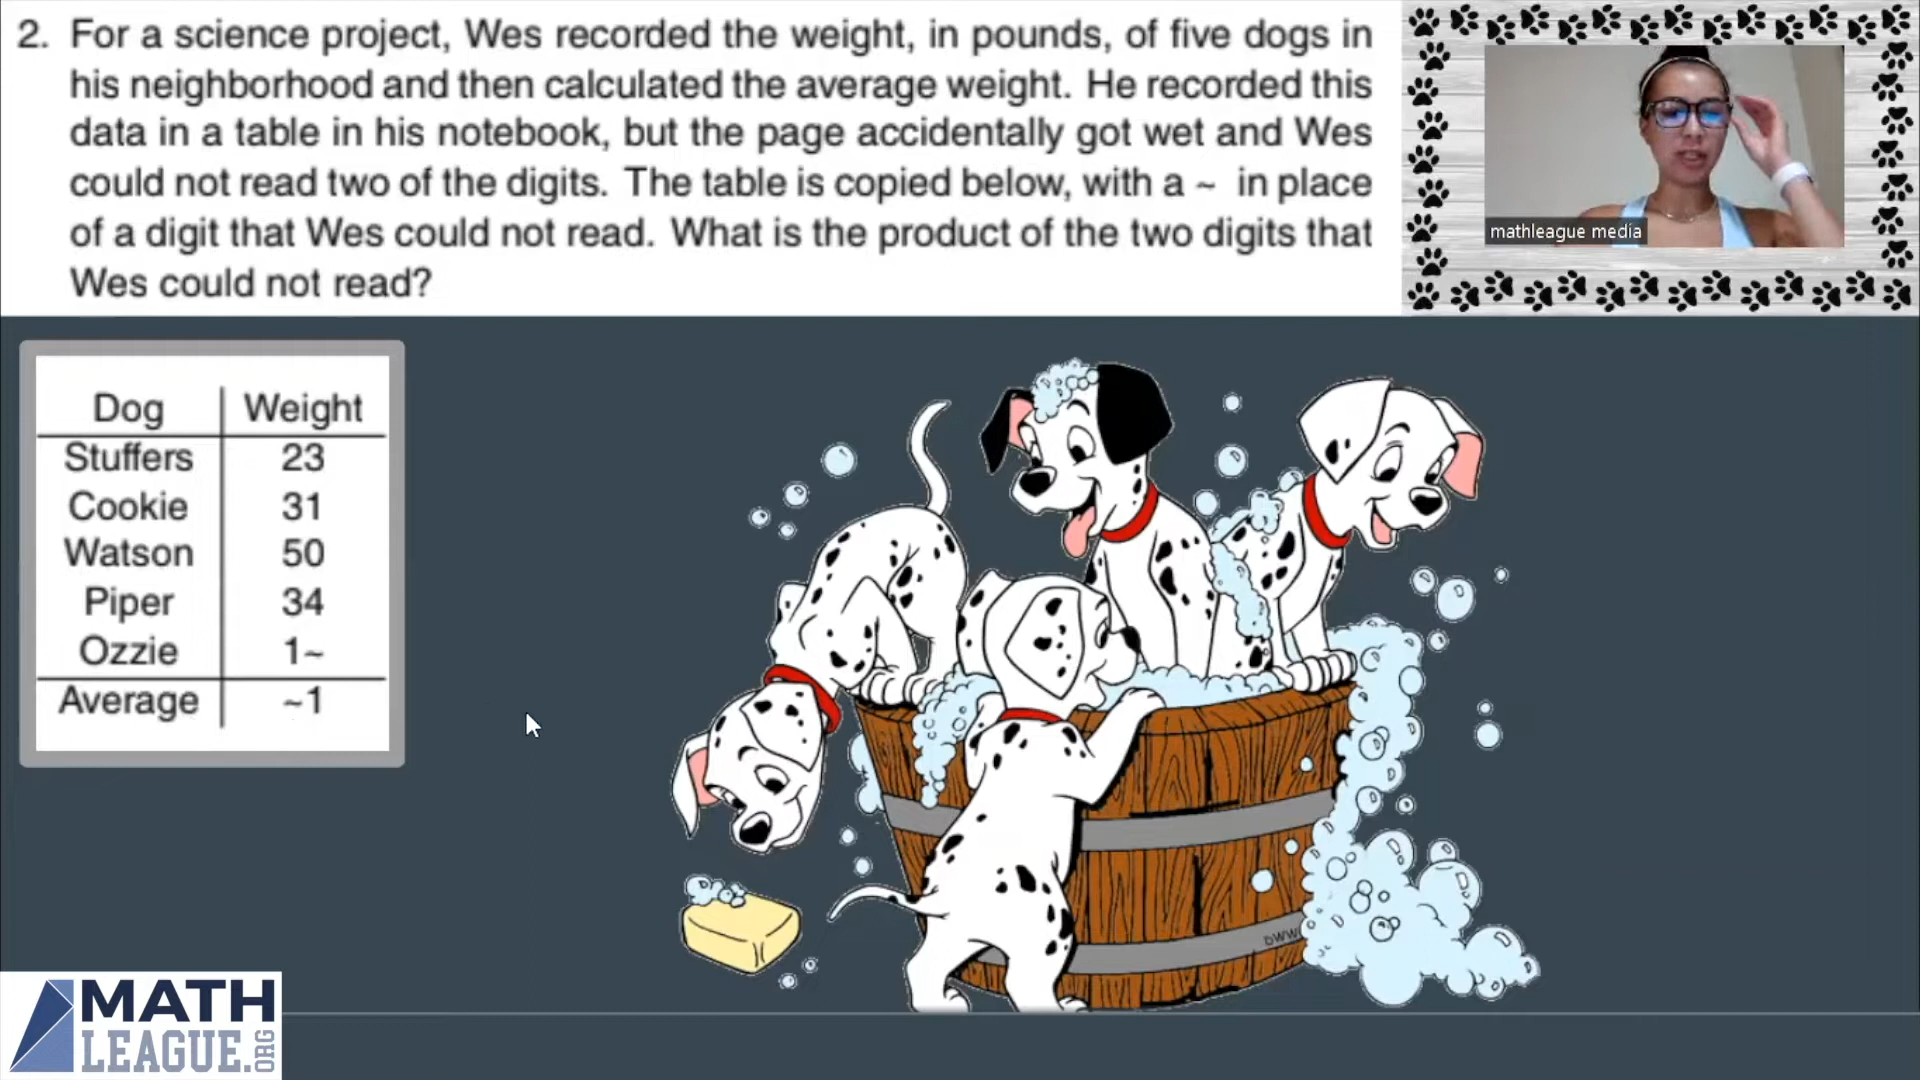 2. For a science project, Wes recorded the weight, in pounds, of five dogs in
his neighborhood and then calculated the average weight. He recorded this
data in a table in his notebook, but the page accidentally got wet and Wes
could not read two of the digits. The table is copied below, with a ~ in place
of a digit that Wes could not read. What is the product of the two digits that
Wes could not read?
mathleague media
Dog Weight
Stuffers 23
Cookie 31
Watson 50
Piper 34
Ozzie 1~
Average ~1
MATH
LEAGUE.ORG